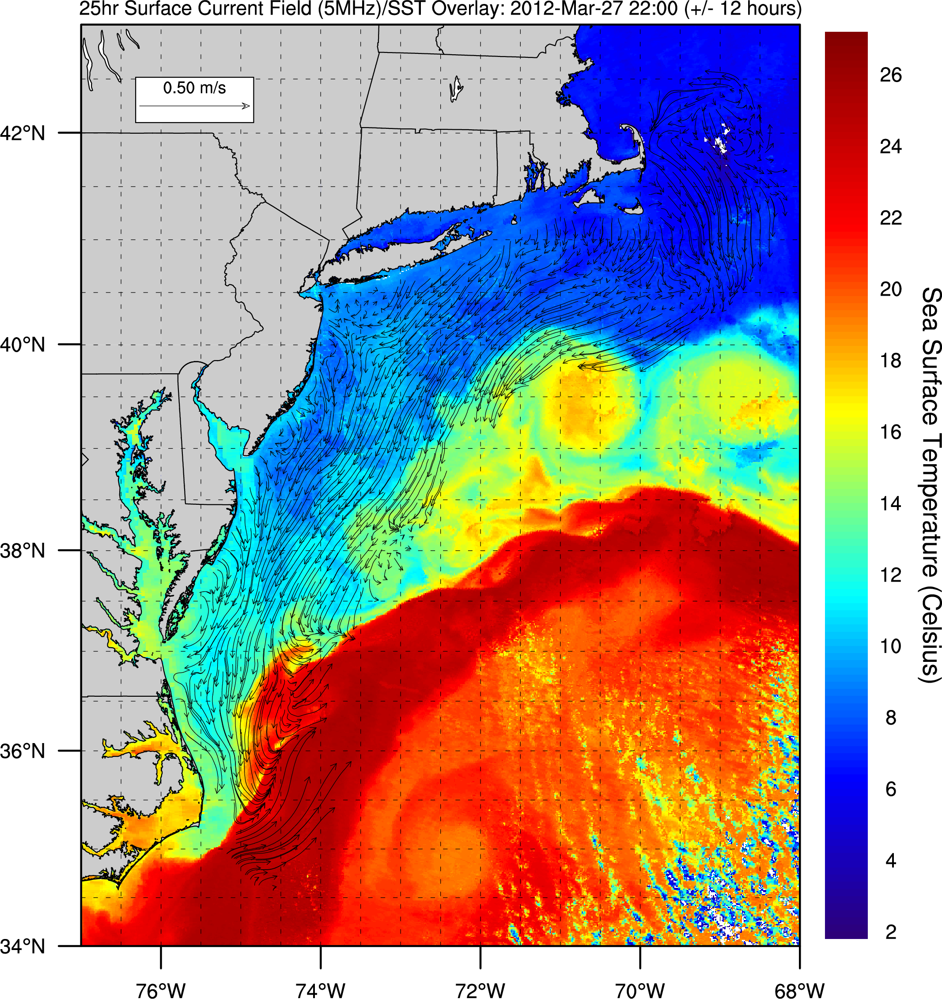 25hr Surface Current Field (5MHz)/SST Overlay: 2012-Mar-27 22:00 (+/- 12 hours)
0.50 m/s
42°N
40°N
38°N
36°N
34°N
76°W
74°W
72°W
70°W
68°W
26
24
22
20
18
16
14
12
10
8
6
4
2
Sea Surface Temperature (Celsius)